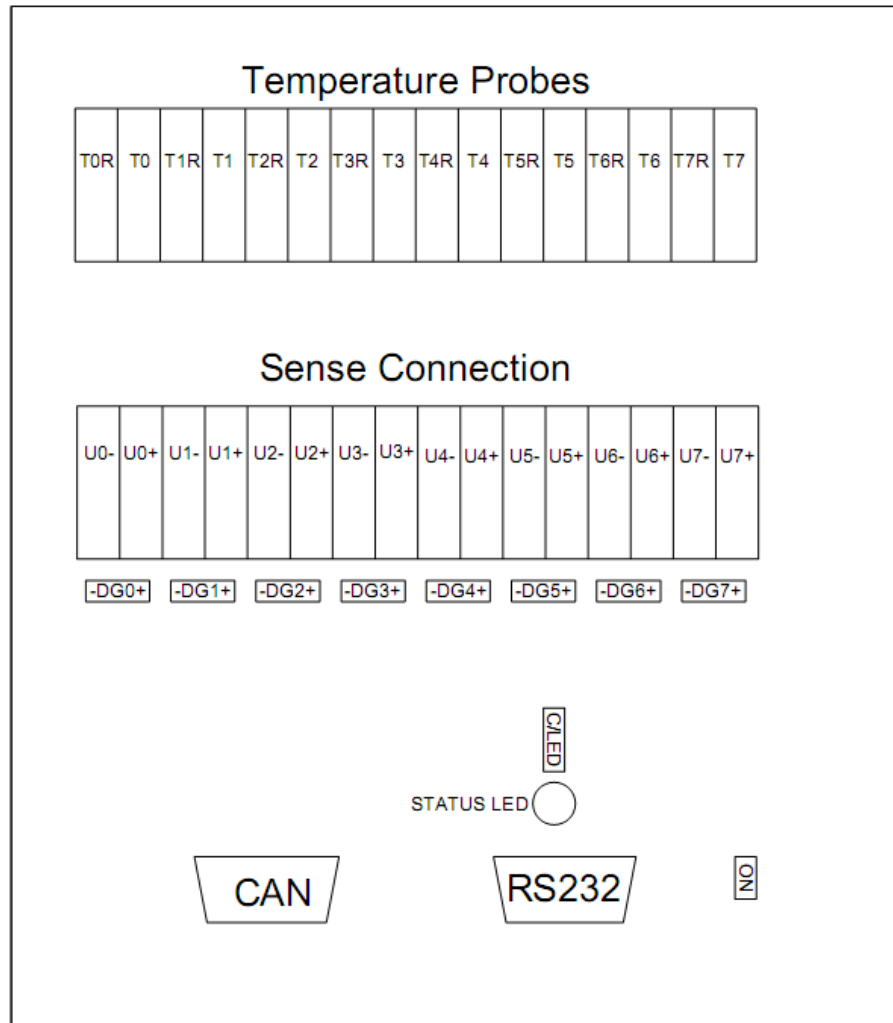 Temperature Probes
T0R T0 T1R T1 T2R T2 T3R T3 T4R T4 T5R T5 T6R T6 T7R T7
Sense Connection
U0- U0+ U1- U1+ U2- U2+ U3- U3+ U4- U4+ U5- U5+ U6- U6+ U7- U7+
-DG0+ -DG1+ -DG2+ -DG3+ -DG4+ -DG5+ -DG6+ -DG7+
C/LED
STATUS LED
CAN
RS232
ON